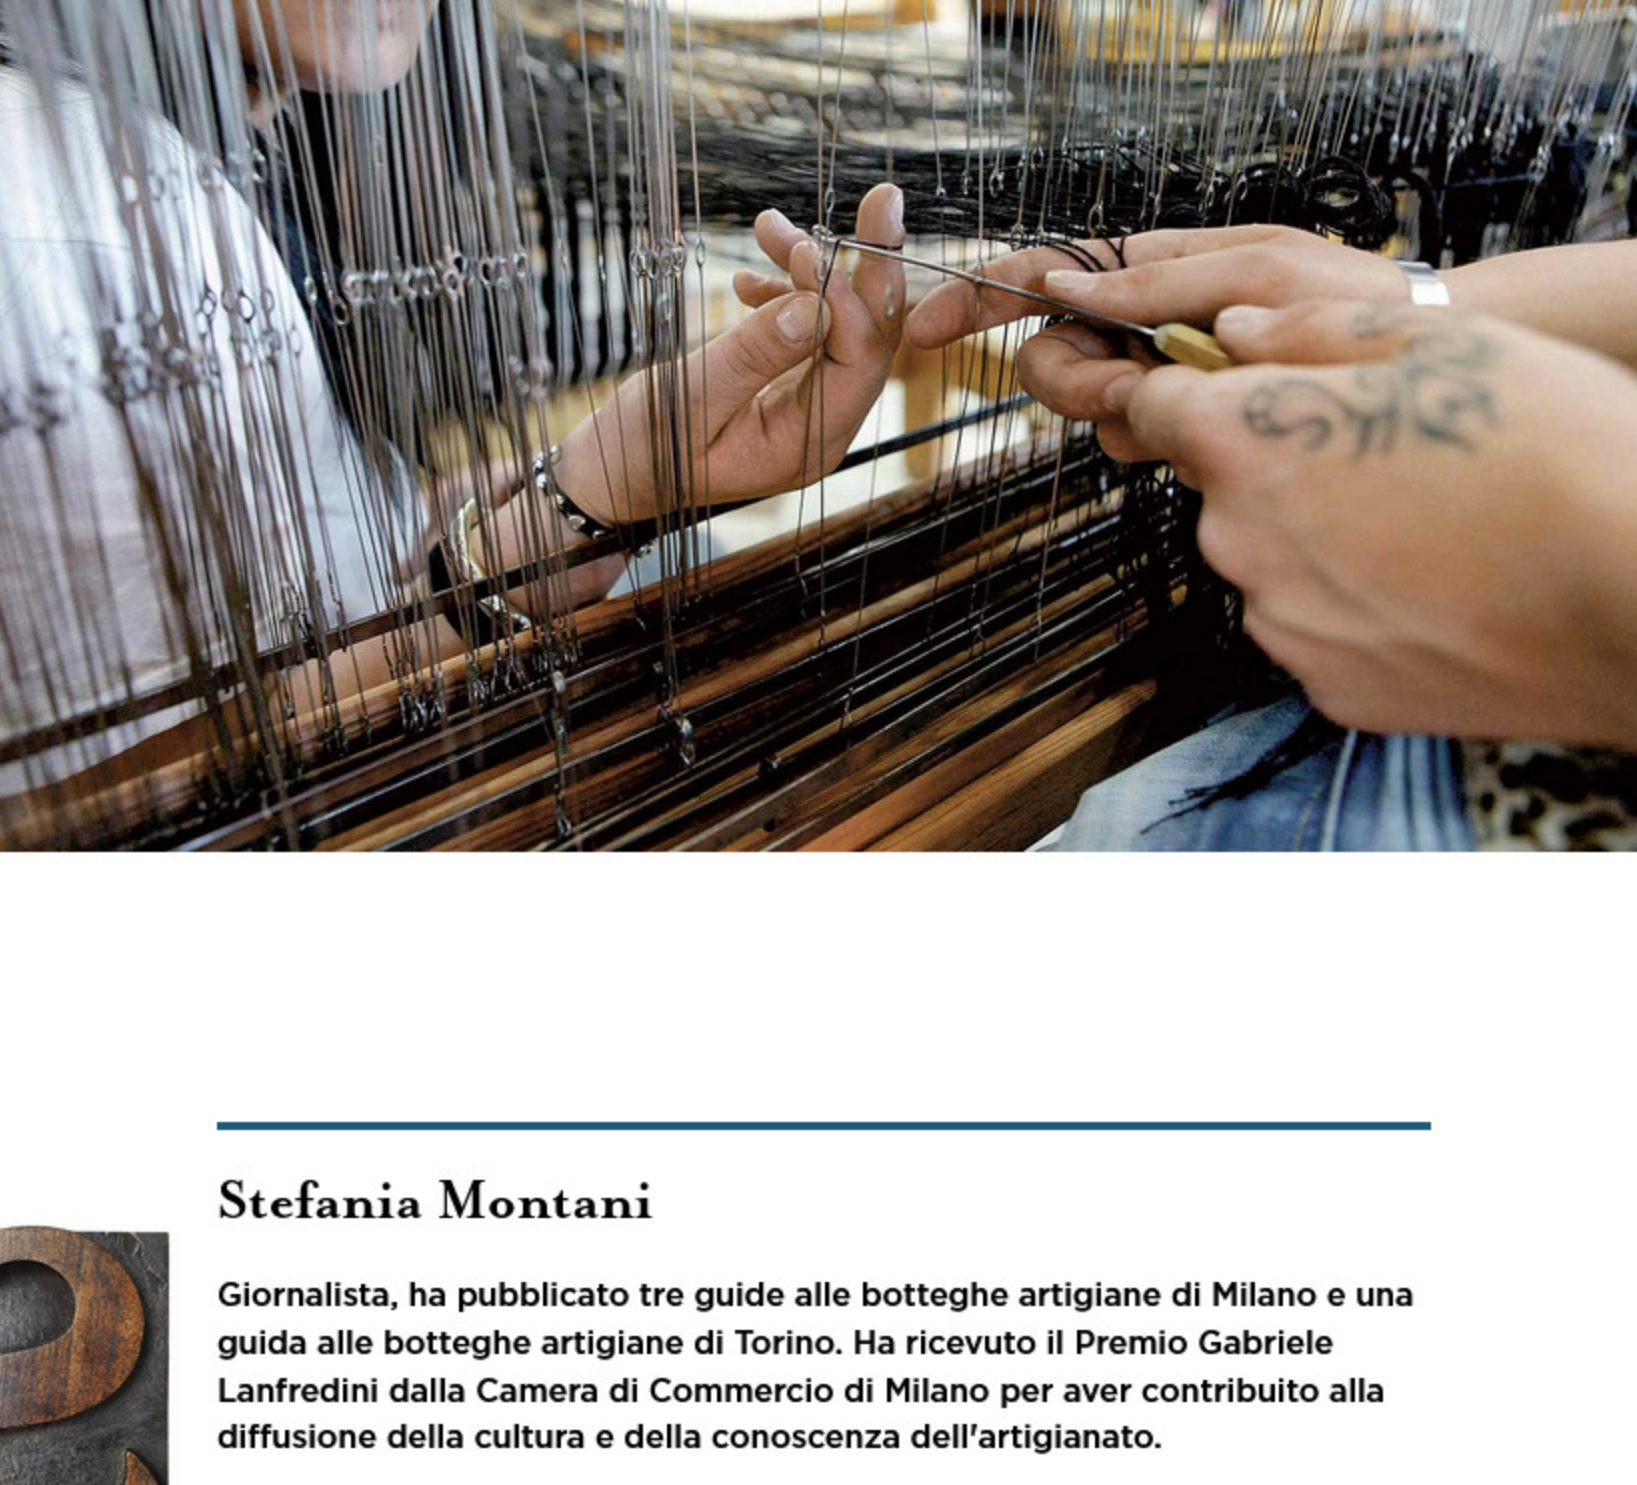 Stefania Montani
Giornalista, ha pubblicato tre guide alle botteghe artigiane di Milano e una
guida alle botteghe artigiane di Torino. Ha ricevuto il Premio Gabriele
Lanfredini dalla Camera di Commercio di Milano per aver contribuito alla
diffusione della cultura e della conoscenza dell'artigianato.